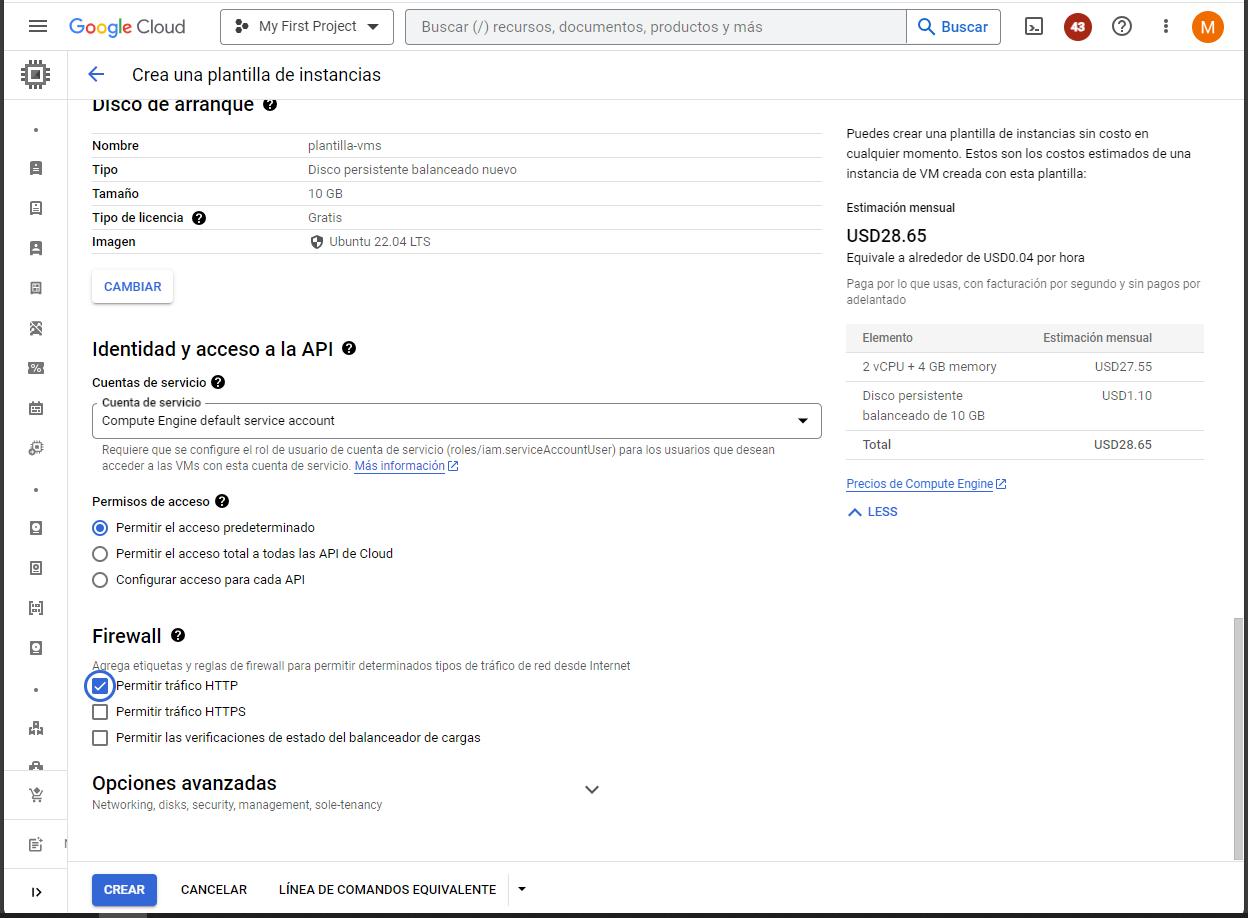 Google Cloud
My First Project
Buscar (/) recursos, documentos, productos y más
Buscar
43
M
Crea una plantilla de instancias
Disco de arranque
Nombre plantilla-vms
Tipo Disco persistente balanceado nuevo
Tamaño 10 GB
Tipo de licencia Gratis
Imagen Ubuntu 22.04 LTS
CAMBIAR
Identidad y acceso a la API
Cuentas de servicio
Cuenta de servicio
Compute Engine default service account
Requiere que se configure el rol de usuario de cuenta de servicio (roles/iam.serviceAccountUser) para los usuarios que desean
acceder a las VMs con esta cuenta de servicio. Más información
Permisos de acceso
Permitir el acceso predeterminado
Permitir el acceso total a todas las API de Cloud
Configurar acceso para cada API
Firewall
Agrega etiquetas y reglas de firewall para permitir determinados tipos de tráfico de red desde Internet
Permitir tráfico HTTP
Permitir tráfico HTTPS
Permitir las verificaciones de estado del balanceador de cargas
Opciones avanzadas
Networking, disks, security, management, sole-tenancy
CREAR
CANCELAR
LÍNEA DE COMANDOS EQUIVALENTE
Puedes crear una plantilla de instancias sin costo en
cualquier momento. Estos son los costos estimados de una
instancia de VM creada con esta plantilla:
Estimación mensual
USD28.65
Equivale a alrededor de USD0.04 por hora
Paga por lo que usas, con facturación por segundo y sin pagos por
adelantado
Elemento Estimación mensual
2 vCPU + 4 GB memory USD27.55
Disco persistente USD1.10
balanceado de 10 GB
Total USD28.65
Precios de Compute Engine
LESS